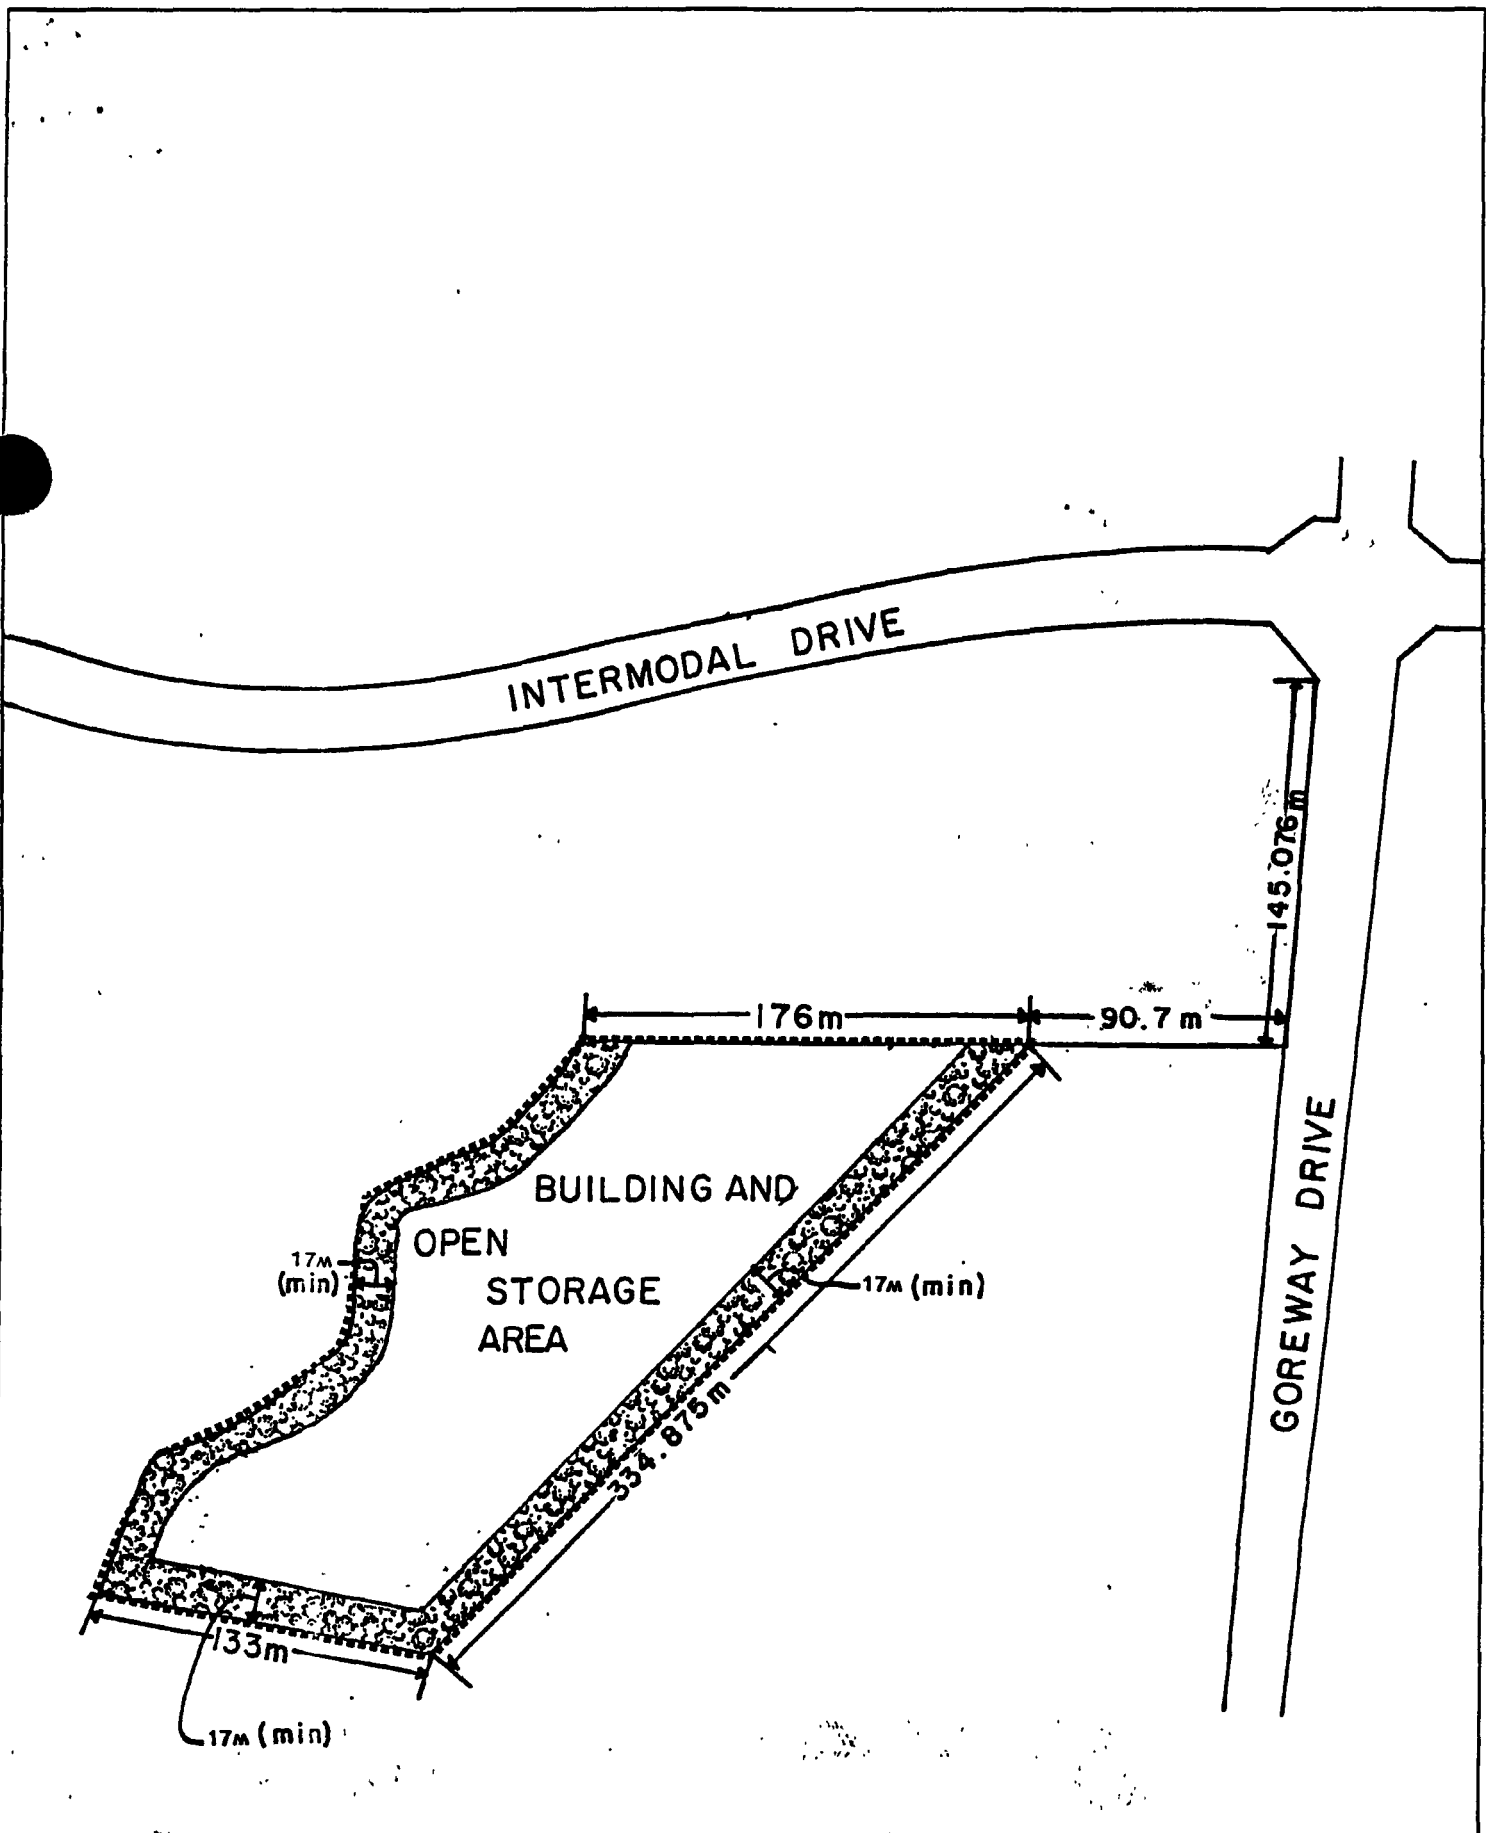 INTERMODAL DRIVE
145.076m
176m
90.7m
GOREWAY DRIVE
BUILDING AND
OPEN
STORAGE
AREA
17M
(min)
17M (min)
334.875m
133m
17M (min)